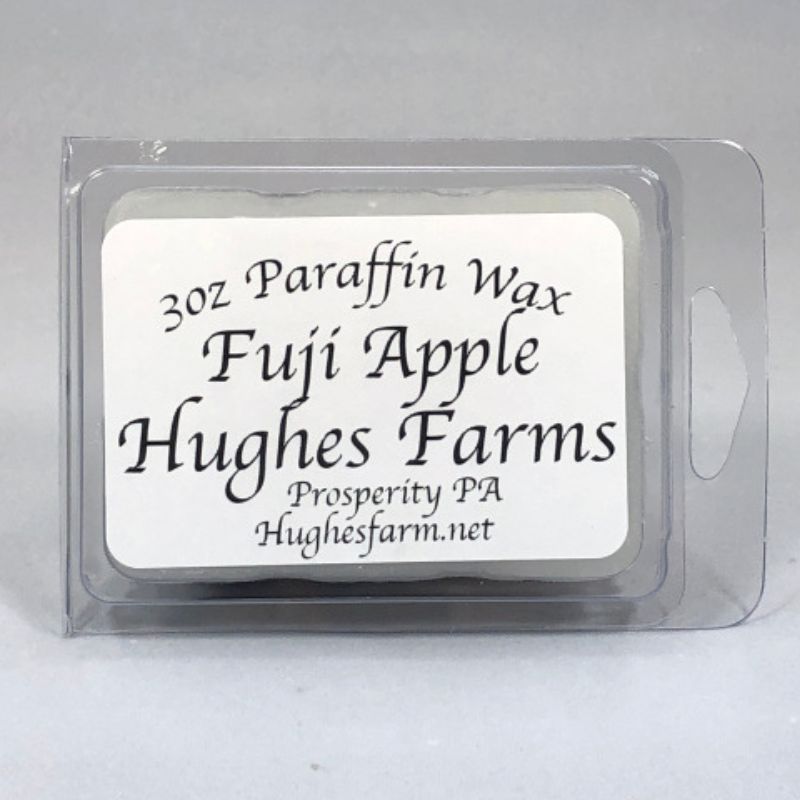 3oz Paraffin Wax
Fuji Apple
Hughes Farms
Prosperity PA
Hughesfarm.net